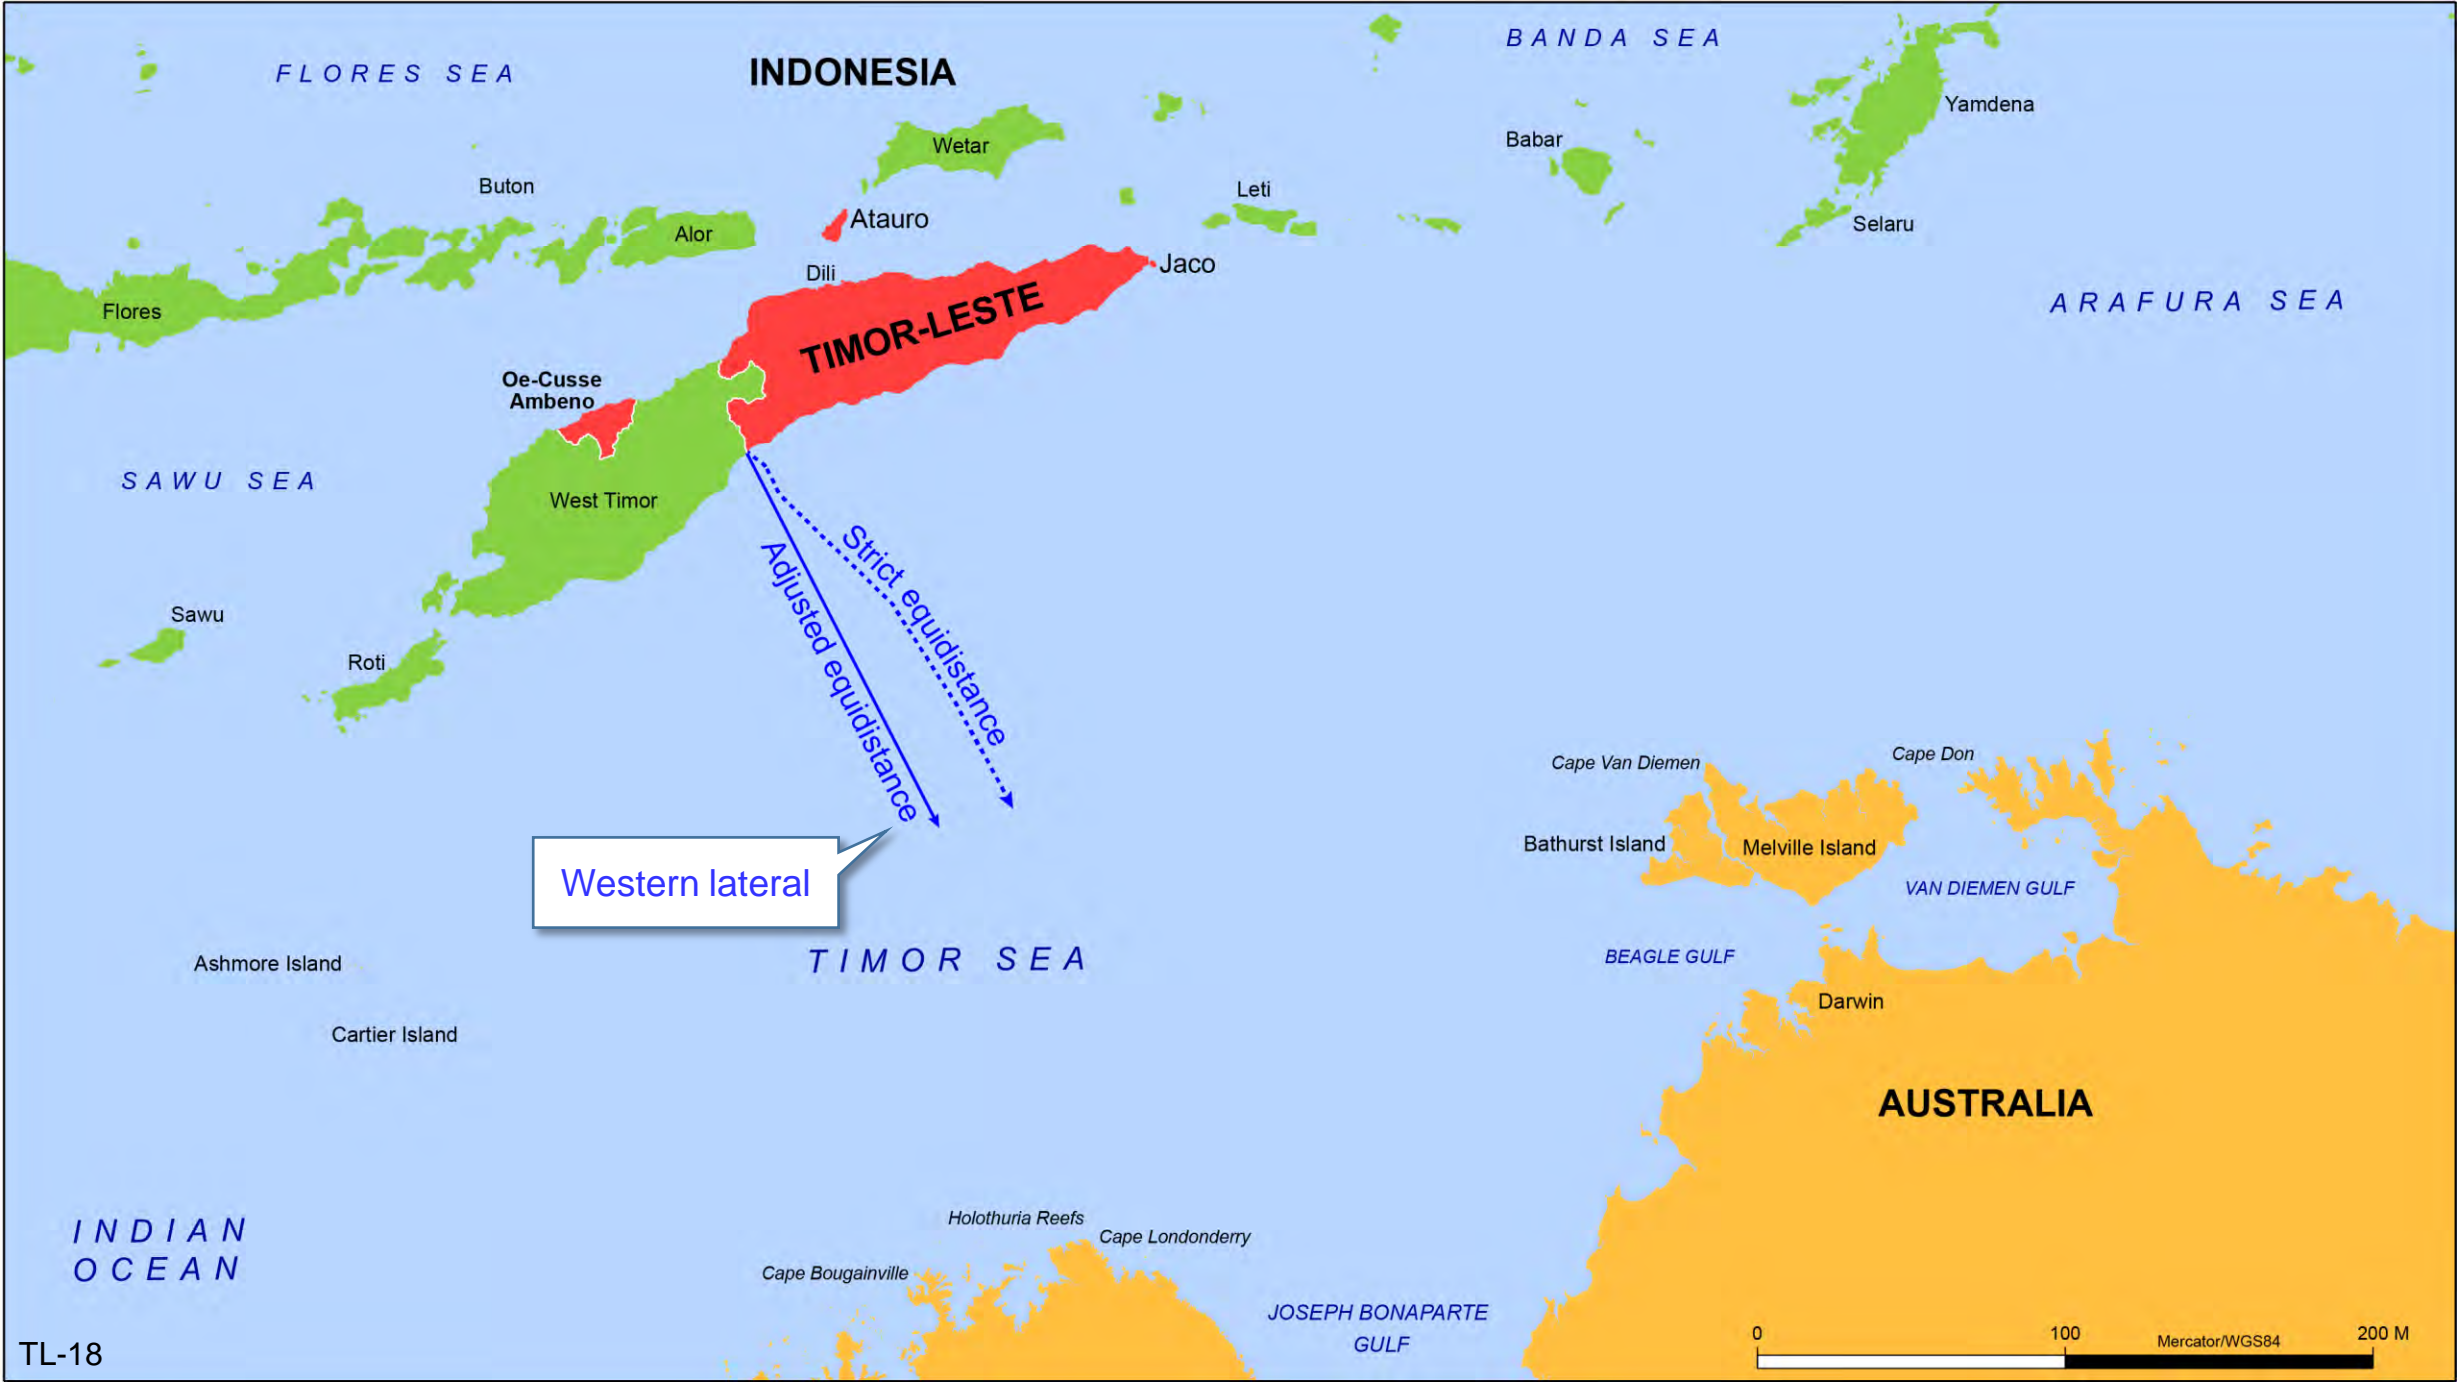 BANDA SEA
FLORES SEA
INDONESIA
Yamdena
Babar
Wetar
Buton
Leti
Atauro
Selaru
Alor
Dili
Jaco
ARAFURA SEA
Flores
TIMOR-LESTE
Oe-Cusse
Ambeno
SAWU SEA
West Timor
Strict equidistance
Adjusted equidistance
Sawu
Roti
Cape Van Diemen
Cape Don
Bathurst Island
Melville Island
Western lateral
VAN DIEMEN GULF
TIMOR SEA
BEAGLE GULF
Ashmore Island
Darwin
Cartier Island
AUSTRALIA
INDIAN
OCEAN
Holothuria Reefs
Cape Londonderry
Cape Bougainville
JOSEPH BONAPARTE
GULF
0 100 200 M
Mercator/WGS84
TL-18